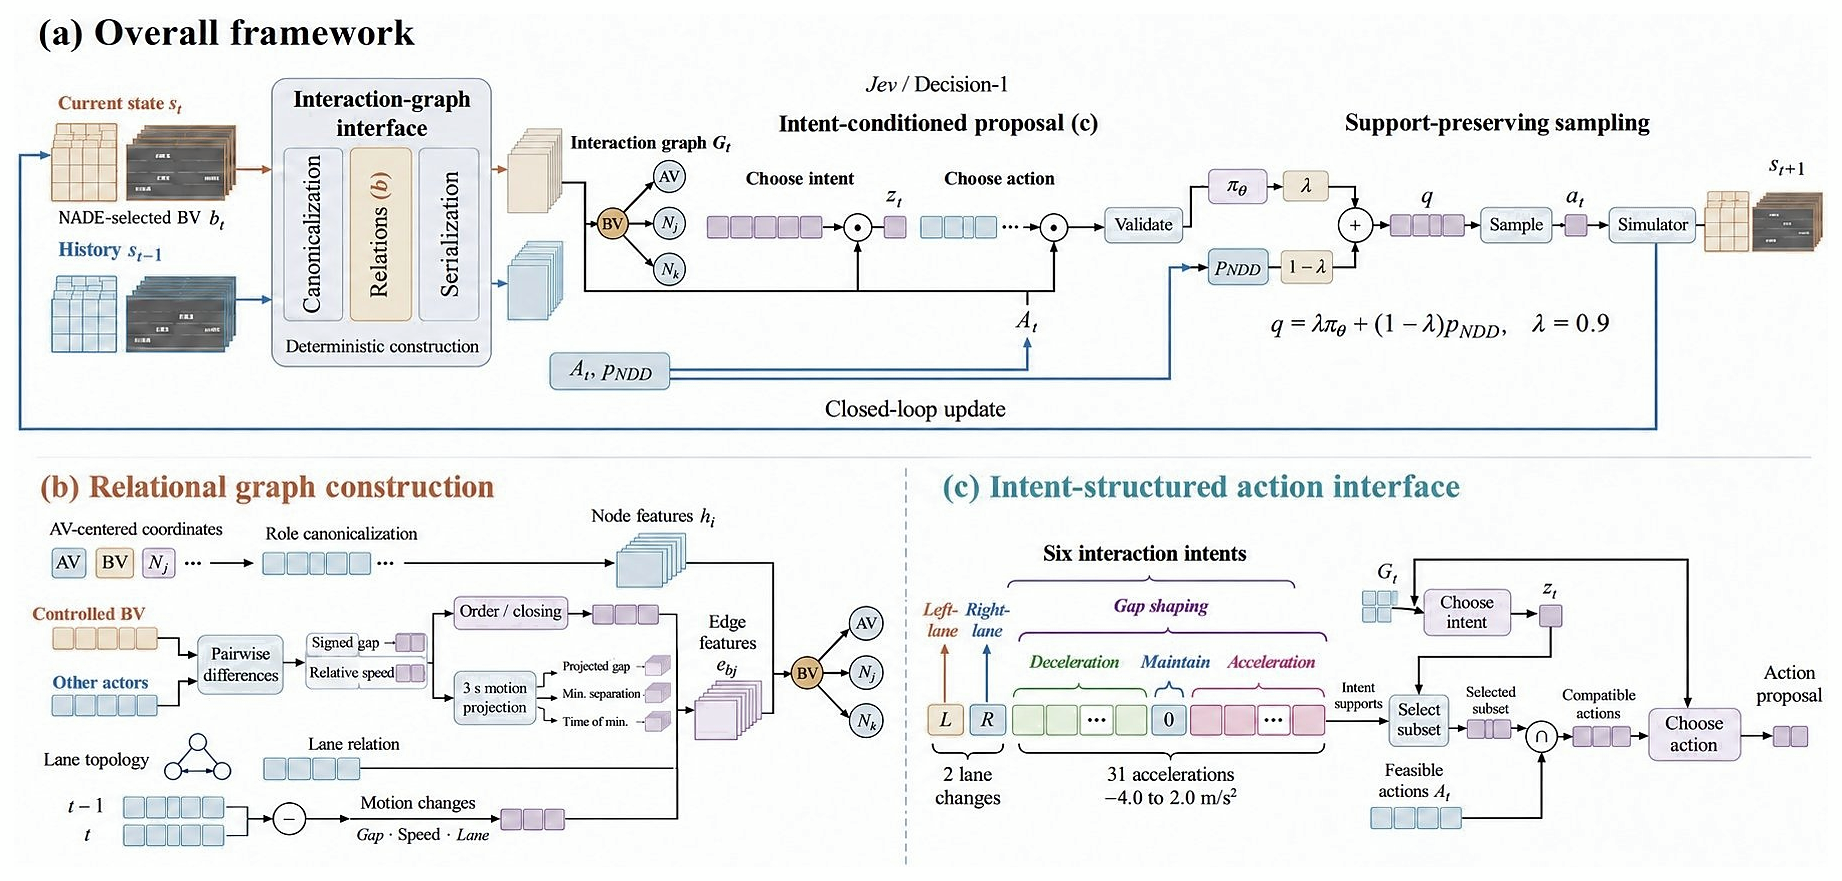 (a) Overall framework
Current state s_t
NADE-selected BV b_t
History s_{t−1}
Interaction-graph
interface
Canonicalization
Relations (b)
Serialization
Deterministic construction
Interaction graph G_t
BV
AV
N_j
N_k
Jev / Decision-1
Intent-conditioned proposal (c)
Choose intent
z_t
Choose action
...
Validate
A_t
A_t, p_NDD
Support-preserving sampling
π_θ
λ
p_NDD
1 − λ
+
q
Sample
a_t
Simulator
s_{t+1}
q = λπ_θ + (1 − λ)p_NDD, λ = 0.9
Closed-loop update
(b) Relational graph construction
AV-centered coordinates
AV
BV
N_j
...
Role canonicalization
...
Node features h_i
Controlled BV
Other actors
Pairwise
differences
Signed gap
Relative speed
Order / closing
3 s motion
projection
Projected gap
Min. separation
Time of min.
Edge
features
e_{bj}
BV
AV
N_j
N_k
Lane topology
Lane relation
t − 1
t
−
Motion changes
Gap · Speed · Lane
(c) Intent-structured action interface
Six interaction intents
Gap shaping
Left-
lane
Right-
lane
Deceleration
Maintain
Acceleration
L
R
...
0
...
2 lane
changes
31 accelerations
−4.0 to 2.0 m/s²
Intent
supports
G_t
Choose
intent
z_t
Select
subset
Selected
subset
∩
Compatible
actions
Choose
action
Action
proposal
Feasible
actions A_t